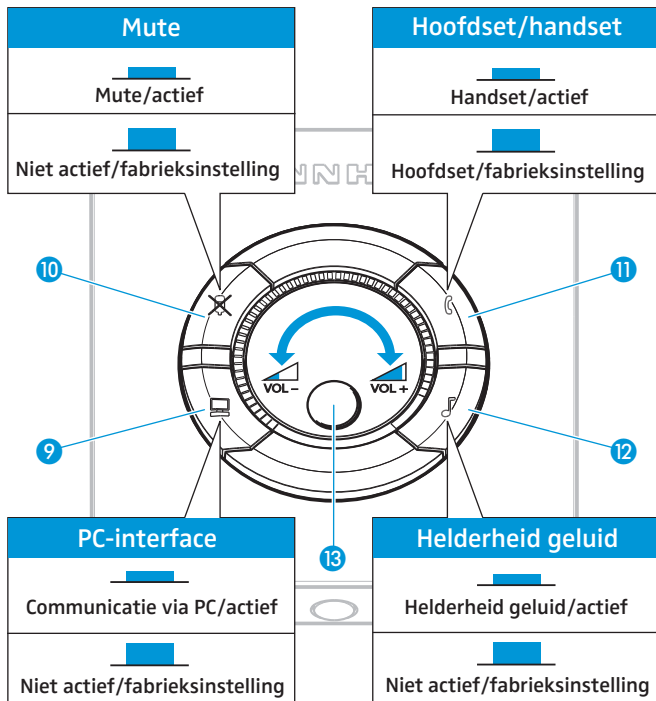 Mute
Mute/actief
Niet actief/fabrieksinstelling
Hoofdset/handset
Handset/actief
Hoofdset/fabrieksinstelling
NNH
10
11
VOL –
VOL +
9
12
13
PC-interface
Communicatie via PC/actief
Niet actief/fabrieksinstelling
Helderheid geluid
Helderheid geluid/actief
Niet actief/fabrieksinstelling